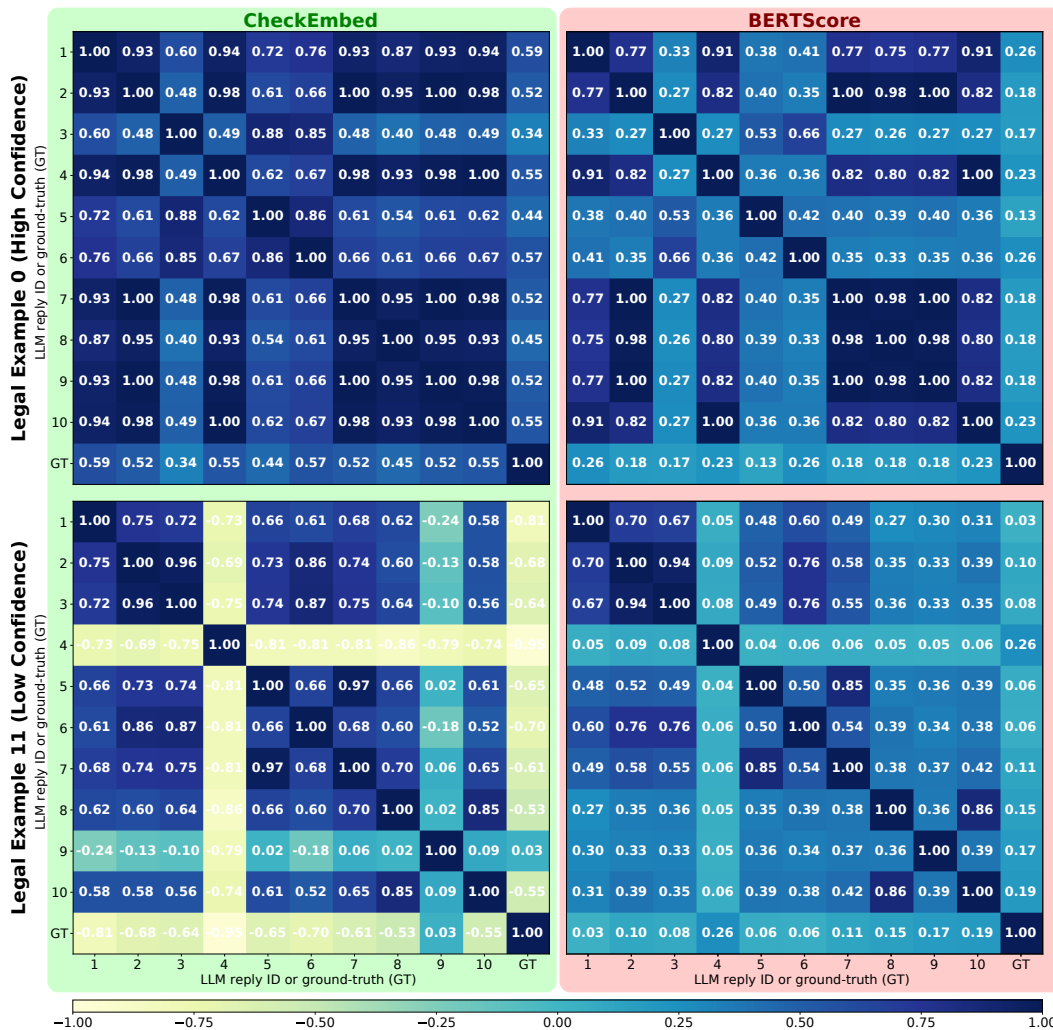 CheckEmbed
BERTScore
Legal Example 0 (High Confidence)
LLM reply ID or ground-truth (GT)
1 1.00 0.93 0.60 0.94 0.72 0.76 0.93 0.87 0.93 0.94 0.59
2 0.93 1.00 0.48 0.98 0.61 0.66 1.00 0.95 1.00 0.98 0.52
3 0.60 0.48 1.00 0.49 0.88 0.85 0.48 0.40 0.48 0.49 0.34
4 0.94 0.98 0.49 1.00 0.62 0.67 0.98 0.93 0.98 1.00 0.55
5 0.72 0.61 0.88 0.62 1.00 0.86 0.61 0.54 0.61 0.62 0.44
6 0.76 0.66 0.85 0.67 0.86 1.00 0.66 0.61 0.66 0.67 0.57
7 0.93 1.00 0.48 0.98 0.61 0.66 1.00 0.95 1.00 0.98 0.52
8 0.87 0.95 0.40 0.93 0.54 0.61 0.95 1.00 0.95 0.93 0.45
9 0.93 1.00 0.48 0.98 0.61 0.66 1.00 0.95 1.00 0.98 0.52
10 0.94 0.98 0.49 1.00 0.62 0.67 0.98 0.93 0.98 1.00 0.55
GT 0.59 0.52 0.34 0.55 0.44 0.57 0.52 0.45 0.52 0.55 1.00
1.00 0.77 0.33 0.91 0.38 0.41 0.77 0.75 0.77 0.91 0.26
0.77 1.00 0.27 0.82 0.40 0.35 1.00 0.98 1.00 0.82 0.18
0.33 0.27 1.00 0.27 0.53 0.66 0.27 0.26 0.27 0.27 0.17
0.91 0.82 0.27 1.00 0.36 0.36 0.82 0.80 0.82 1.00 0.23
0.38 0.40 0.53 0.36 1.00 0.42 0.40 0.39 0.40 0.36 0.13
0.41 0.35 0.66 0.36 0.42 1.00 0.35 0.33 0.35 0.36 0.26
0.77 1.00 0.27 0.82 0.40 0.35 1.00 0.98 1.00 0.82 0.18
0.75 0.98 0.26 0.80 0.39 0.33 0.98 1.00 0.98 0.80 0.18
0.77 1.00 0.27 0.82 0.40 0.35 1.00 0.98 1.00 0.82 0.18
0.91 0.82 0.27 1.00 0.36 0.36 0.82 0.80 0.82 1.00 0.23
0.26 0.18 0.17 0.23 0.13 0.26 0.18 0.18 0.18 0.23 1.00
Legal Example 11 (Low Confidence)
LLM reply ID or ground-truth (GT)
1 1.00 0.75 0.72 -0.73 0.66 0.61 0.68 0.62 -0.24 0.58 -0.81
2 0.75 1.00 0.96 -0.69 0.73 0.86 0.74 0.60 -0.13 0.58 -0.68
3 0.72 0.96 1.00 -0.75 0.74 0.87 0.75 0.64 -0.10 0.56 -0.64
4 -0.73 -0.69 -0.75 1.00 -0.81 -0.81 -0.81 -0.86 -0.79 -0.74 -0.95
5 0.66 0.73 0.74 -0.81 1.00 0.66 0.97 0.66 0.02 0.61 -0.65
6 0.61 0.86 0.87 -0.81 0.66 1.00 0.68 0.60 -0.18 0.52 -0.70
7 0.68 0.74 0.75 -0.81 0.97 0.68 1.00 0.70 0.06 0.65 -0.61
8 0.62 0.60 0.64 -0.86 0.66 0.60 0.70 1.00 0.02 0.85 -0.53
9 -0.24 -0.13 -0.10 -0.79 0.02 -0.18 0.06 0.02 1.00 0.09 0.03
10 0.58 0.58 0.56 -0.74 0.61 0.52 0.65 0.85 0.09 1.00 -0.55
GT -0.81 -0.68 -0.64 -0.95 -0.65 -0.70 -0.61 -0.53 0.03 -0.55 1.00
1 2 3 4 5 6 7 8 9 10 GT
LLM reply ID or ground-truth (GT)
1.00 0.70 0.67 0.05 0.48 0.60 0.49 0.27 0.30 0.31 0.03
0.70 1.00 0.94 0.09 0.52 0.76 0.58 0.35 0.33 0.39 0.10
0.67 0.94 1.00 0.08 0.49 0.76 0.55 0.36 0.33 0.35 0.08
0.05 0.09 0.08 1.00 0.04 0.06 0.06 0.05 0.05 0.06 0.26
0.48 0.52 0.49 0.04 1.00 0.50 0.85 0.35 0.36 0.39 0.06
0.60 0.76 0.76 0.06 0.50 1.00 0.54 0.39 0.34 0.38 0.06
0.49 0.58 0.55 0.06 0.85 0.54 1.00 0.38 0.37 0.42 0.11
0.27 0.35 0.36 0.05 0.35 0.39 0.38 1.00 0.36 0.86 0.15
0.30 0.33 0.33 0.05 0.36 0.34 0.37 0.36 1.00 0.39 0.17
0.31 0.39 0.35 0.06 0.39 0.38 0.42 0.86 0.39 1.00 0.19
0.03 0.10 0.08 0.26 0.06 0.06 0.11 0.15 0.17 0.19 1.00
1 2 3 4 5 6 7 8 9 10 GT
LLM reply ID or ground-truth (GT)
−1.00 −0.75 −0.50 −0.25 0.00 0.25 0.50 0.75 1.00